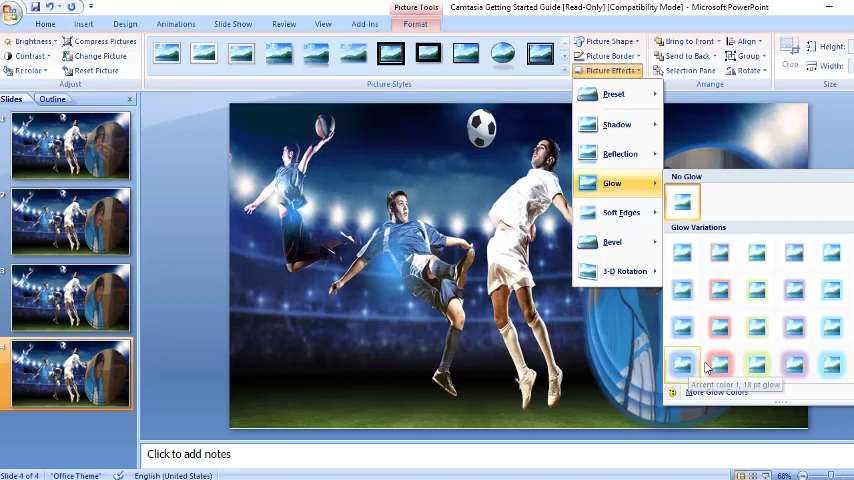 Picture Tools
Camtasia Getting Started Guide [Read-Only] [Compatibility Mode] - Microsoft PowerPoint
Home Insert Design Animations Slide Show Review View Add-Ins Format
Brightness Compress Pictures
Contrast Change Picture
Recolor Reset Picture
Adjust
Picture Styles
Picture Shape
Picture Border
Picture Effects
Bring to Front Align
Send to Back Group
Selection Pane Rotate
Arrange
Crop
Height:
Width:
Size
Slides Outline
1
2
3
4
Preset
Shadow
Reflection
Glow
Soft Edges
Bevel
3-D Rotation
No Glow
Glow Variations
Accent color 1, 18 pt glow
More Glow Colors
Click to add notes
Slide 4 of 4 "Office Theme" English (United States) 68%